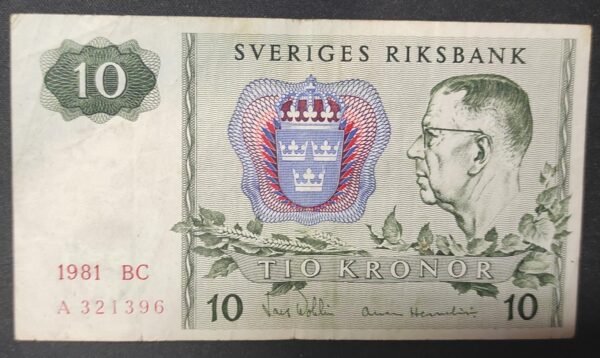 SVERIGES RIKSBANK
10
TIO KRONOR
1981 BC
A 321396
10
10